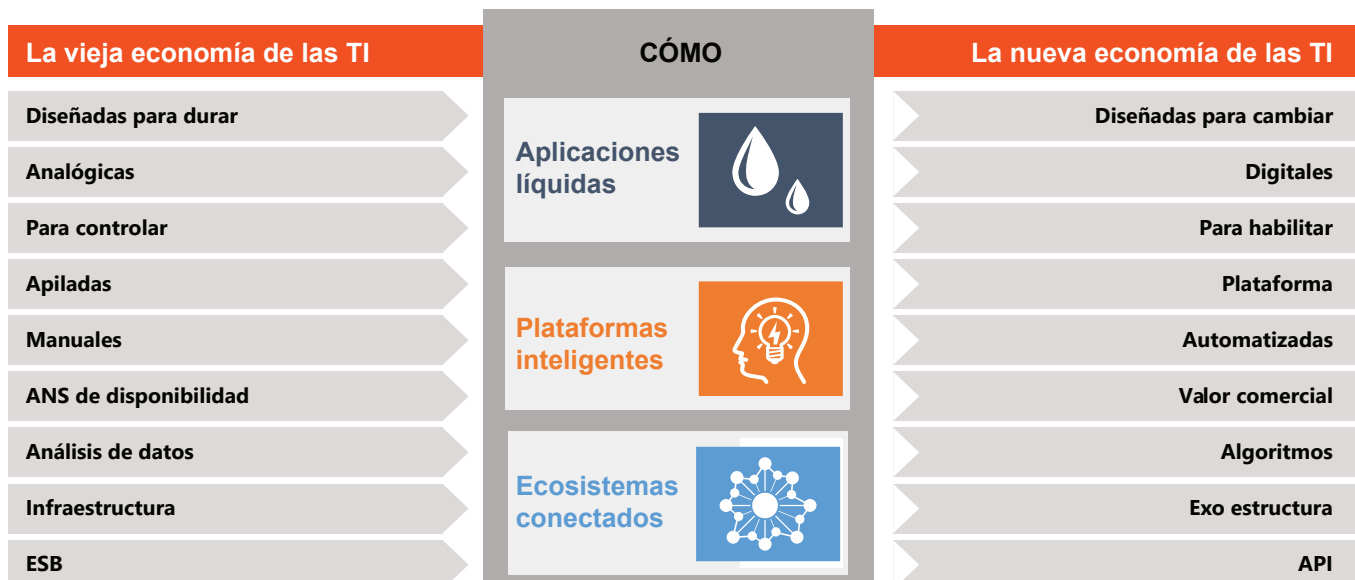 La vieja economía de las TI
CÓMO
La nueva economía de las TI
Diseñadas para durar
Analógicas
Para controlar
Apiladas
Manuales
ANS de disponibilidad
Análisis de datos
Infraestructura
ESB
Aplicaciones
líquidas
Plataformas
inteligentes
Ecosistemas
conectados
Diseñadas para cambiar
Digitales
Para habilitar
Plataforma
Automatizadas
Valor comercial
Algoritmos
Exo estructura
API